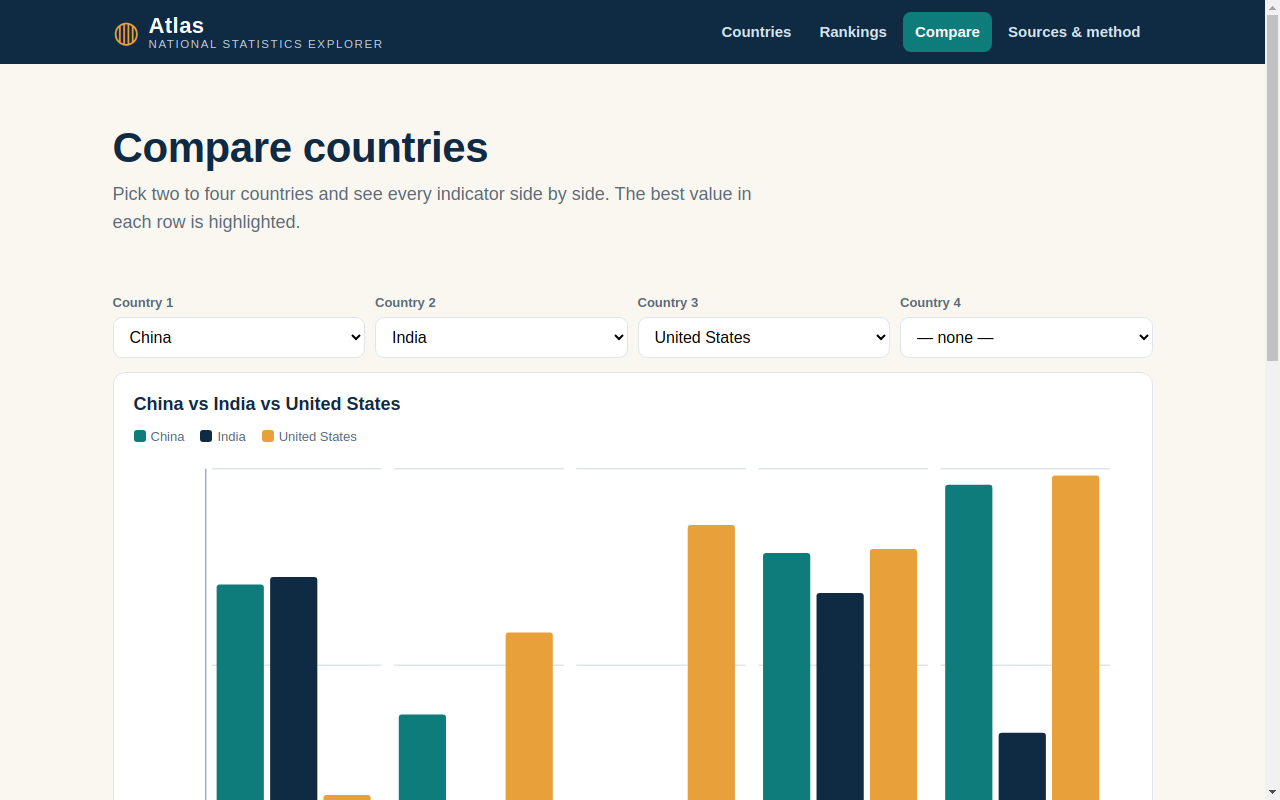 Atlas
NATIONAL STATISTICS EXPLORER
Countries
Rankings
Compare
Sources & method
Compare countries
Pick two to four countries and see every indicator side by side. The best value in
each row is highlighted.
Country 1
Country 2
Country 3
Country 4
China
India
United States
— none —
China vs India vs United States
China
India
United States